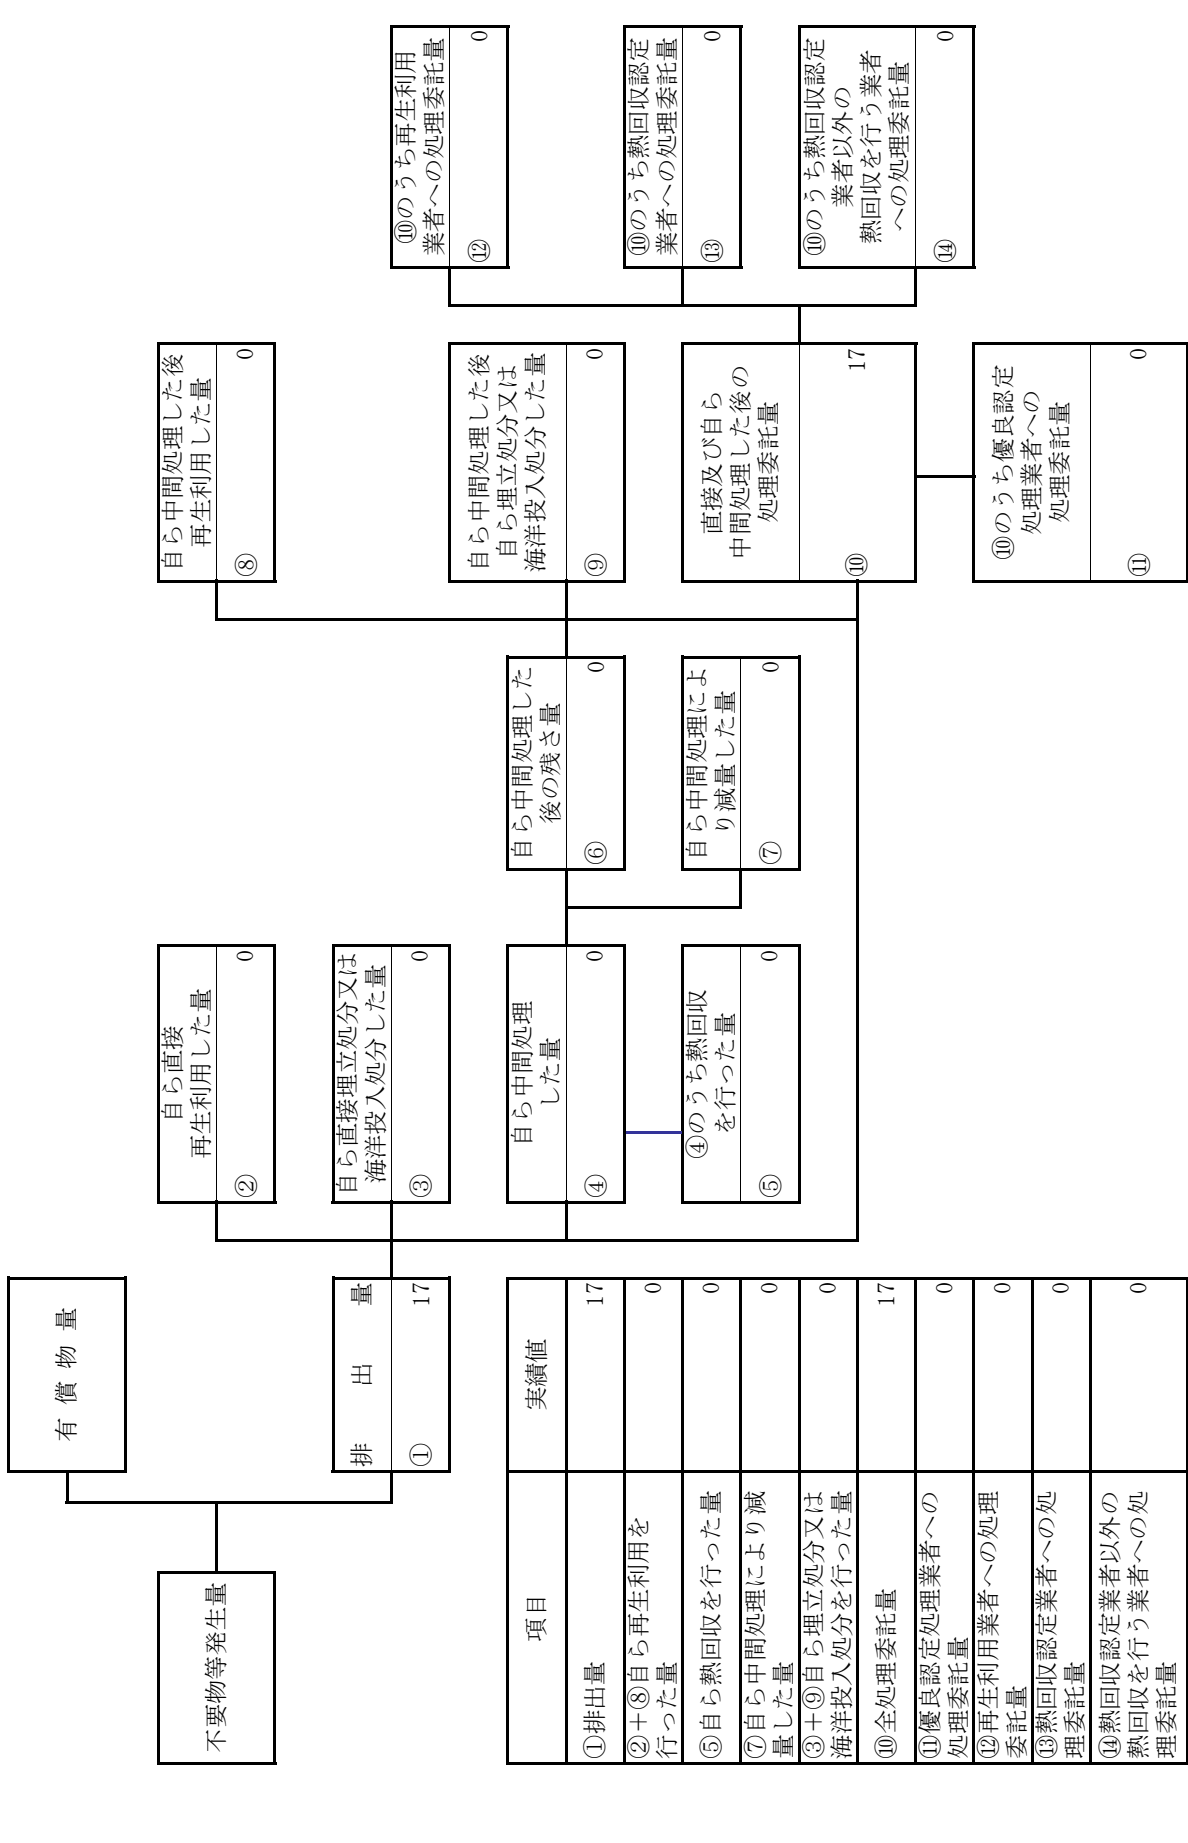 有償物量
不要物等発生量
排出量
①
17
自ら直接
再生利用した量
②
0
自ら直接埋立処分又は
海洋投入処分した量
③
0
自ら中間処理
した量
④
0
④のうち熱回収
を行った量
⑤
0
自ら中間処理した
後の残さ量
⑥
0
自ら中間処理によ
り減量した量
⑦
0
自ら中間処理した後
再生利用した量
⑧
0
自ら中間処理した後
自ら埋立処分又は
海洋投入処分した量
⑨
0
直接及び自ら
中間処理した後の
処理委託量
⑩
17
⑩のうち優良認定
処理業者への
処理委託量
⑪
0
⑩のうち再生利用
業者への処理委託量
⑫
0
⑩のうち熱回収認定
業者への処理委託量
⑬
0
⑩のうち熱回収認定
業者以外の
熱回収を行う業者
への処理委託量
⑭
0
項目
実績値
①排出量
17
②+⑧自ら再生利用を
行った量
0
⑤自ら熱回収を行った量
0
⑦自ら中間処理により減
量した量
0
③+⑨自ら埋立処分又は
海洋投入処分を行った量
0
⑩全処理委託量
17
⑪優良認定処理業者への
処理委託量
0
⑫再生利用業者への処理
委託量
0
⑬熱回収認定業者への処
理委託量
0
⑭熱回収認定業者以外の
熱回収を行う業者への処
理委託量
0